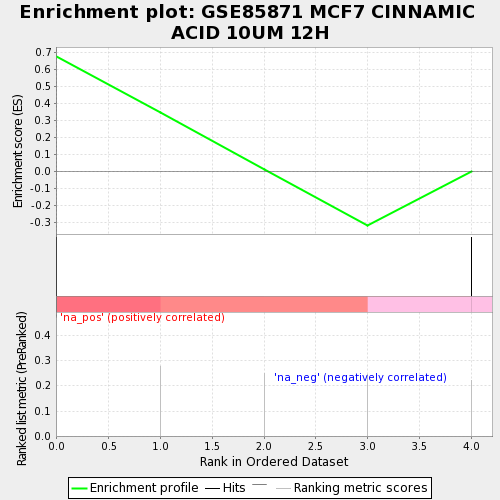 Enrichment plot: GSE85871 MCF7 CINNAMIC
ACID 10UM 12H
Enrichment score (ES)
0.7
0.6
0.5
0.4
0.3
0.2
0.1
0.0
-0.1
-0.2
-0.3
'na_pos' (positively correlated)
Ranked list metric (PreRanked)
0.4
0.3
0.2
0.1
0.0
'na_neg' (negatively correlated)
0.0 0.5 1.0 1.5 2.0 2.5 3.0 3.5 4.0
Rank in Ordered Dataset
Enrichment profile Hits Ranking metric scores